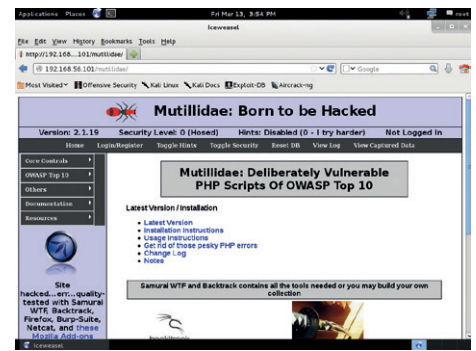 Applications Places Fri Mar 13, 3:54 PM root
Iceweasel
File Edit View History Bookmarks Tools Help
http://192.168...101/mutillidae/
192.168.56.101/mutillidae/ Google
Most Visited Offensive Security Kali Linux Kali Docs Exploit-DB Aircrack-ng
Mutillidae: Born to be Hacked
Version: 2.1.19 Security Level: 0 (Hosed) Hints: Disabled (0 - I try harder) Not Logged In
Home Login/Register Toggle Hints Toggle Security Reset DB View Log View Captured Data
Core Controls
OWASP Top 10
Others
Documentation
Resources
Site
hacked...err...quality-
tested with Samurai
WTF, Backtrack,
Firefox, Burp-Suite,
Netcat, and these
Mozilla Add-ons
Mutillidae: Deliberately Vulnerable
PHP Scripts Of OWASP Top 10
Latest Version / Installation
Latest Version
Installation Instructions
Usage Instructions
Get rid of those pesky PHP errors
Change Log
Notes
Samurai WTF and Backtrack contains all the tools needed or you may build your own
collection
Iceweasel